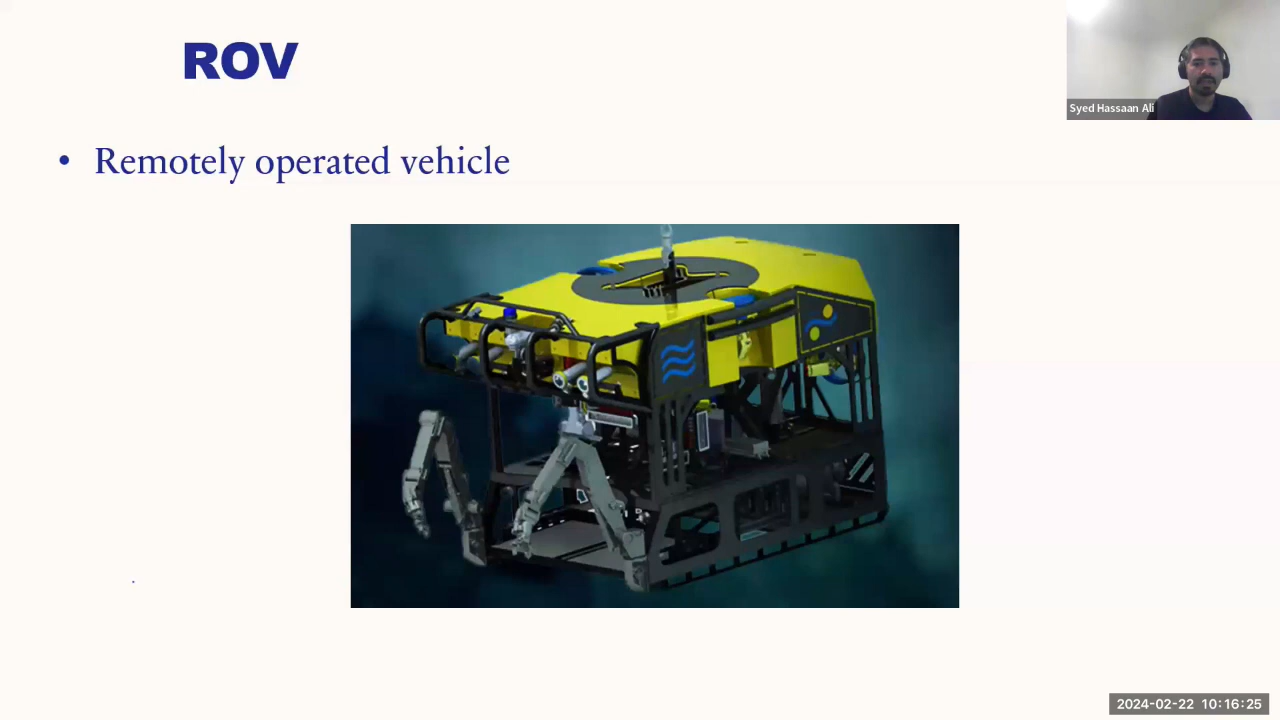 ROV
Syed Hassaan Ali
• Remotely operated vehicle
2024-02-22 10:16:25